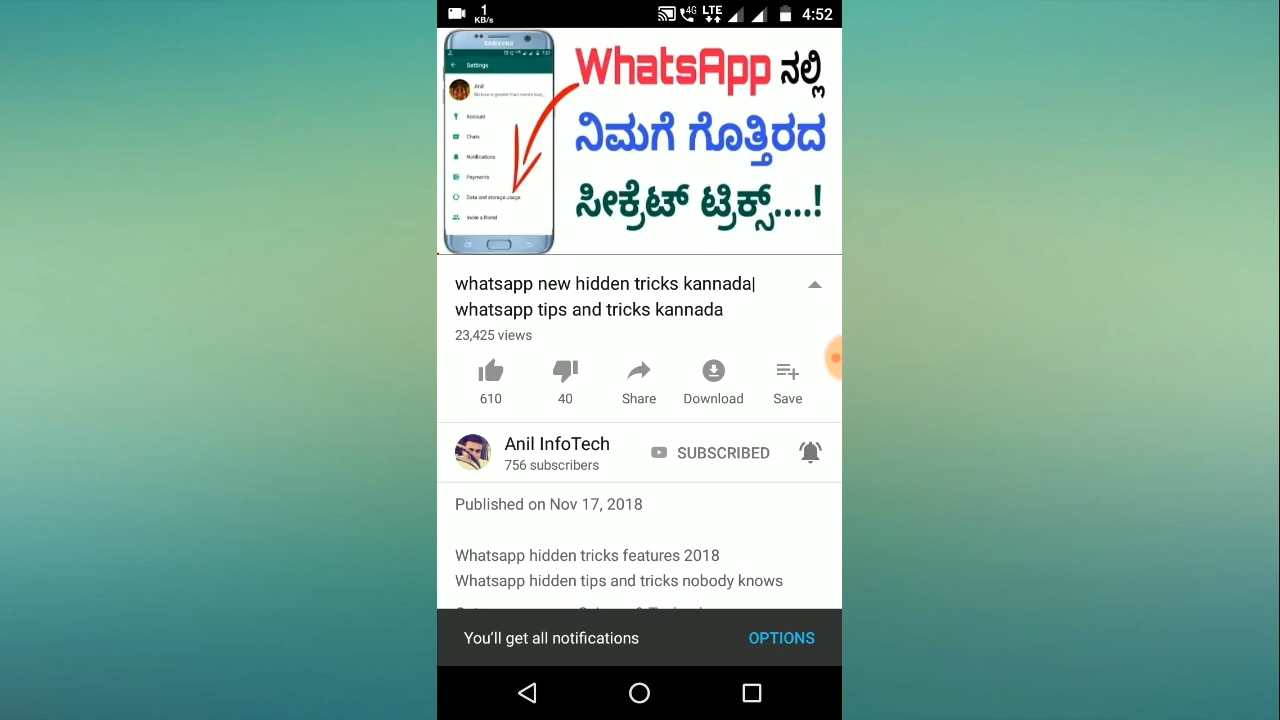 1
KB/s
4G
LTE
4:52
SAMSUNG
Settings
Anil
Account
Chats
Notifications
Payments
Data and storage usage
Invite a friend
WhatsApp ನಲ್ಲಿ
ನಿಮಗೆ ಗೊತ್ತಿರದ
ಸೀಕ್ರೆಟ್ ಟ್ರಿಕ್ಸ್....!
whatsapp new hidden tricks kannada|
whatsapp tips and tricks kannada
23,425 views
610
40
Share
Download
Save
Anil InfoTech
756 subscribers
SUBSCRIBED
Published on Nov 17, 2018
Whatsapp hidden tricks features 2018
Whatsapp hidden tips and tricks nobody knows
You'll get all notifications
OPTIONS